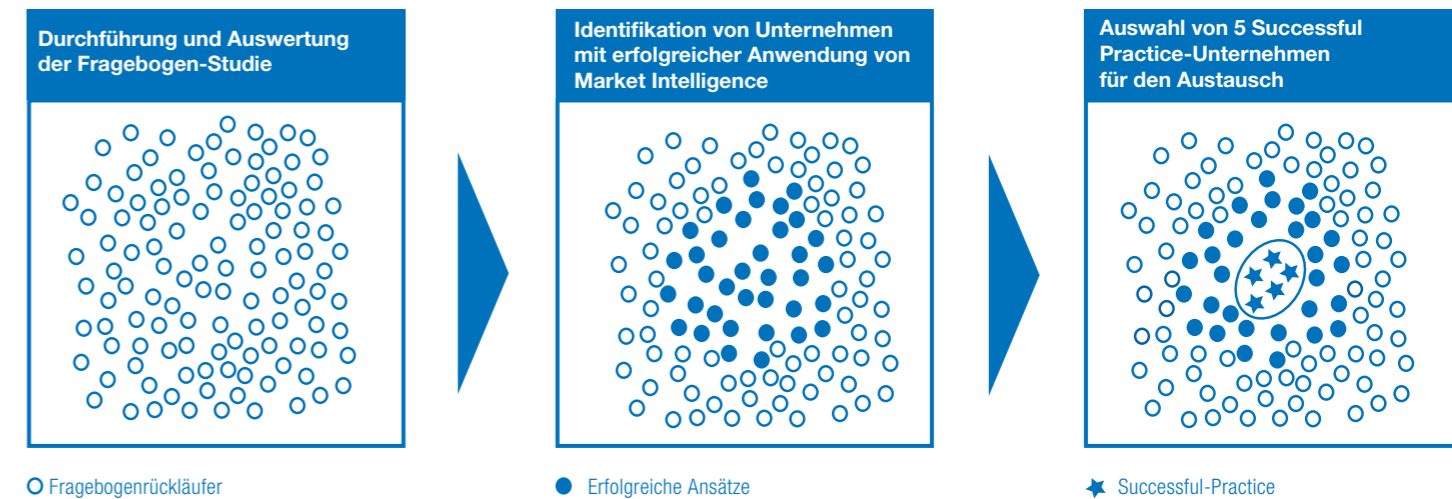 Durchführung und Auswertung
der Fragebogen-Studie
Identifikation von Unternehmen
mit erfolgreicher Anwendung von
Market Intelligence
Auswahl von 5 Successful
Practice-Unternehmen
für den Austausch
Fragebogenrückläufer
Erfolgreiche Ansätze
Successful-Practice